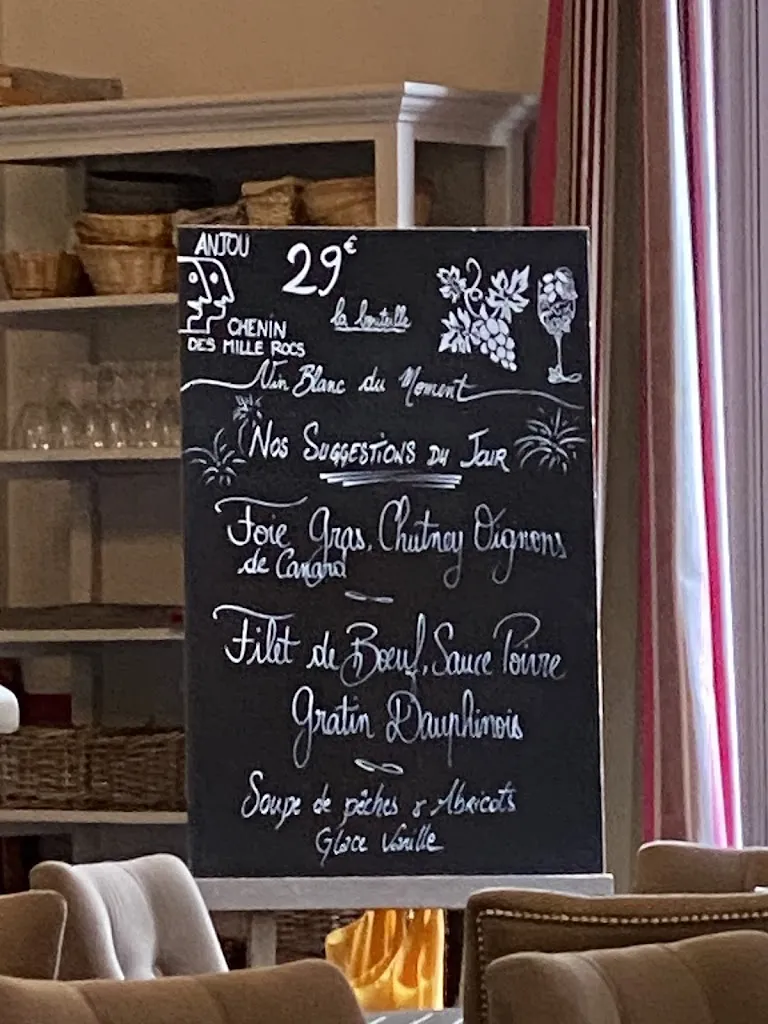 ANJOU
29€
la bouteille
CHENIN
DES MILLE ROCS
Vin Blanc du Moment
Nos Suggestions du Jour
Foie Gras, Chutney Oignons
de Canard
Filet de Boeuf, Sauce Poivre
Gratin Dauphinois
Soupe de pêches & Abricots
Glace Vanille